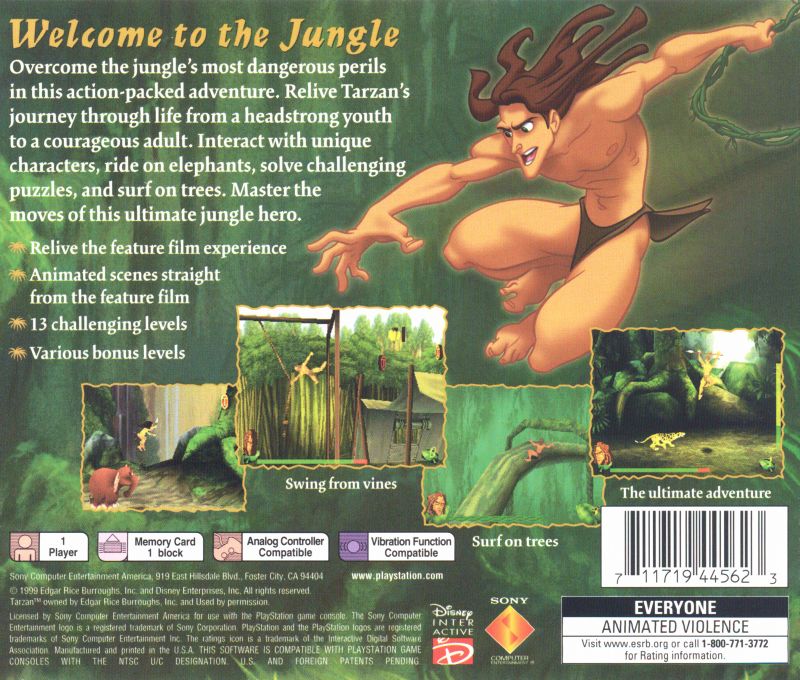 Welcome to the Jungle
Overcome the jungle's most dangerous perils
in this action-packed adventure. Relive Tarzan's
journey through life from a headstrong youth
to a courageous adult. Interact with unique
characters, ride on elephants, solve challenging
puzzles, and surf on trees. Master the
moves of this ultimate jungle hero.
Relive the feature film experience
Animated scenes straight
from the feature film
13 challenging levels
Various bonus levels
Swing from vines
The ultimate adventure
Surf on trees
1
Player
Memory Card
1 block
Analog Controller
Compatible
Vibration Function
Compatible
Sony Computer Entertainment America, 919 East Hillsdale Blvd., Foster City, CA 94404
www.playstation.com
© 1999 Edgar Rice Burroughs, Inc. and Disney Enterprises, Inc. All rights reserved.
Tarzan™ owned by Edgar Rice Burroughs, Inc. and Used by permission.
Licensed by Sony Computer Entertainment America for use with the PlayStation game console. The Sony Computer
Entertainment logo is a registered trademark of Sony Corporation. PlayStation and the PlayStation logos are registered
trademarks of Sony Computer Entertainment Inc. The ratings icon is a trademark of the Interactive Digital Software
Association. Manufactured and printed in the U.S.A. THIS SOFTWARE IS COMPATIBLE WITH PLAYSTATION GAME
CONSOLES WITH THE NTSC U/C DESIGNATION. U.S. AND FOREIGN PATENTS PENDING.
Disney
INTER
ACTIVE
D
SONY
COMPUTER
ENTERTAINMENT ®
7 11719 44562 3
EVERYONE
ANIMATED VIOLENCE
Visit www.esrb.org or call 1-800-771-3772
for Rating information.